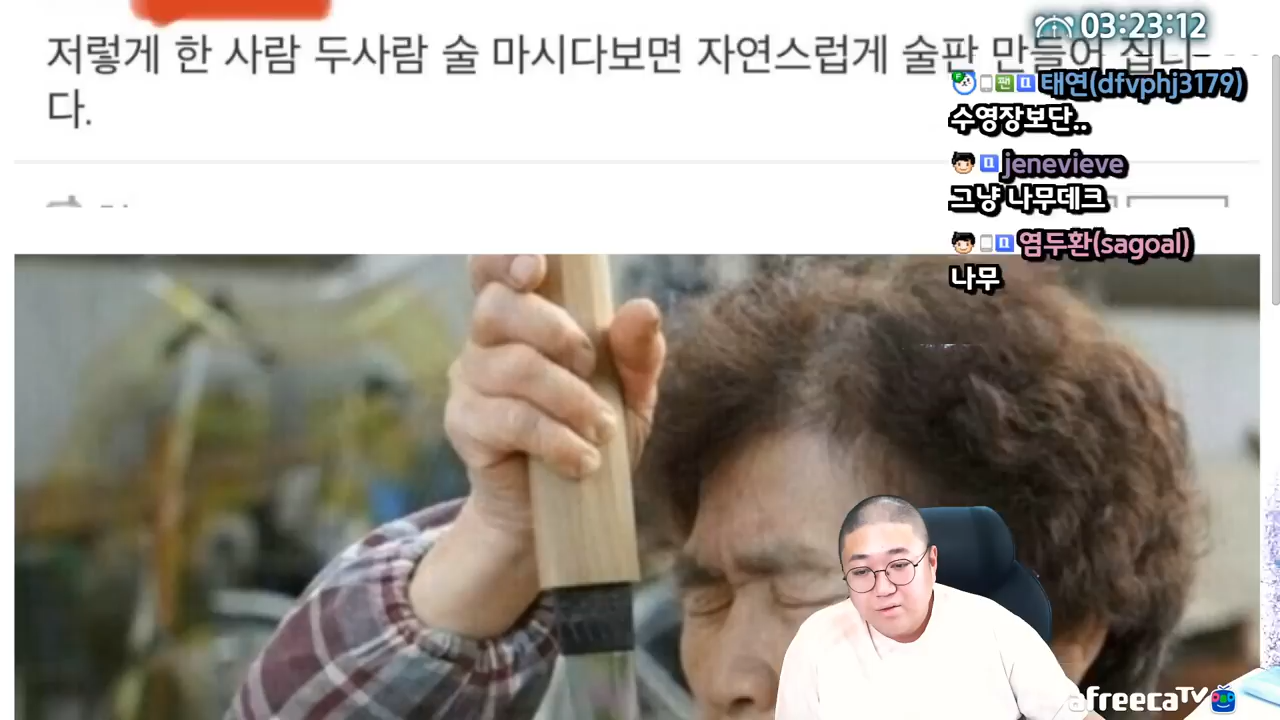 저렇게 한 사람 두사람 술 마시다보면 자연스럽게 술판 만들어 집니
다.
03:23:12
태연(dfvphj3179)
수영장보단..
jenevieve
그냥 나무데크
염두환(sagoal)
나무
afreecaTV